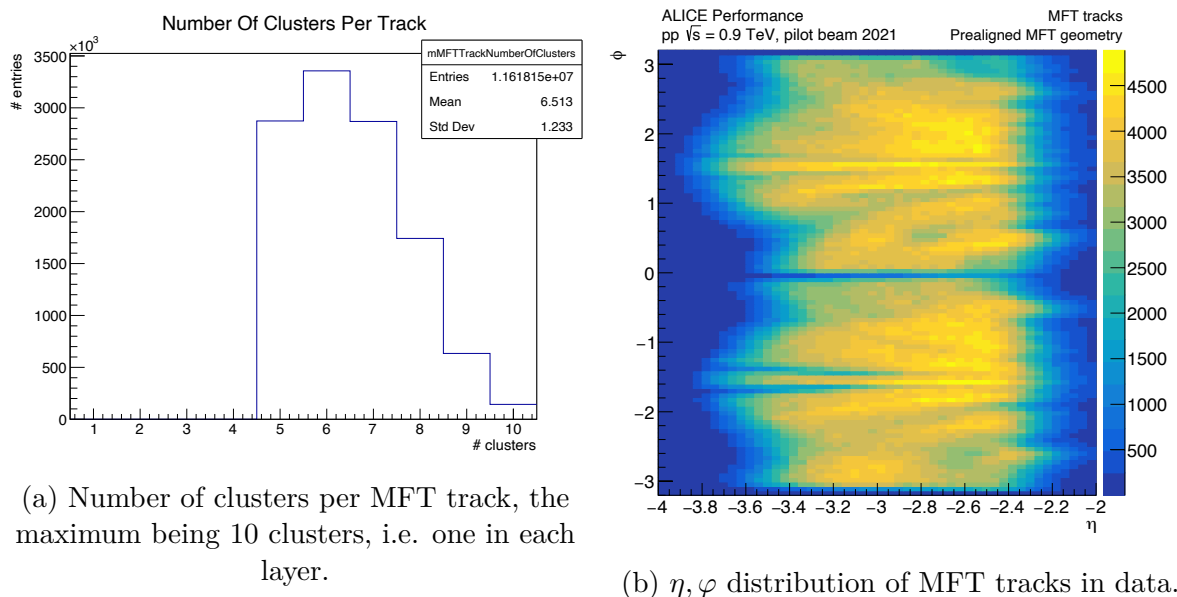 Number Of Clusters Per Track
×10³
mMFTTrackNumberOfClusters
Entries 1.161815e+07
Mean 6.513
Std Dev 1.233
# entries
3500
3000
2500
2000
1500
1000
500
0
1 2 3 4 5 6 7 8 9 10
# clusters
(a) Number of clusters per MFT track, the
maximum being 10 clusters, i.e. one in each
layer.
ALICE Performance
pp √s = 0.9 TeV, pilot beam 2021
MFT tracks
Prealigned MFT geometry
φ
3
2
1
0
−1
−2
−3
−4 −3.8 −3.6 −3.4 −3.2 −3 −2.8 −2.6 −2.4 −2.2 −2
η
4500
4000
3500
3000
2500
2000
1500
1000
500
(b) η, φ distribution of MFT tracks in data.